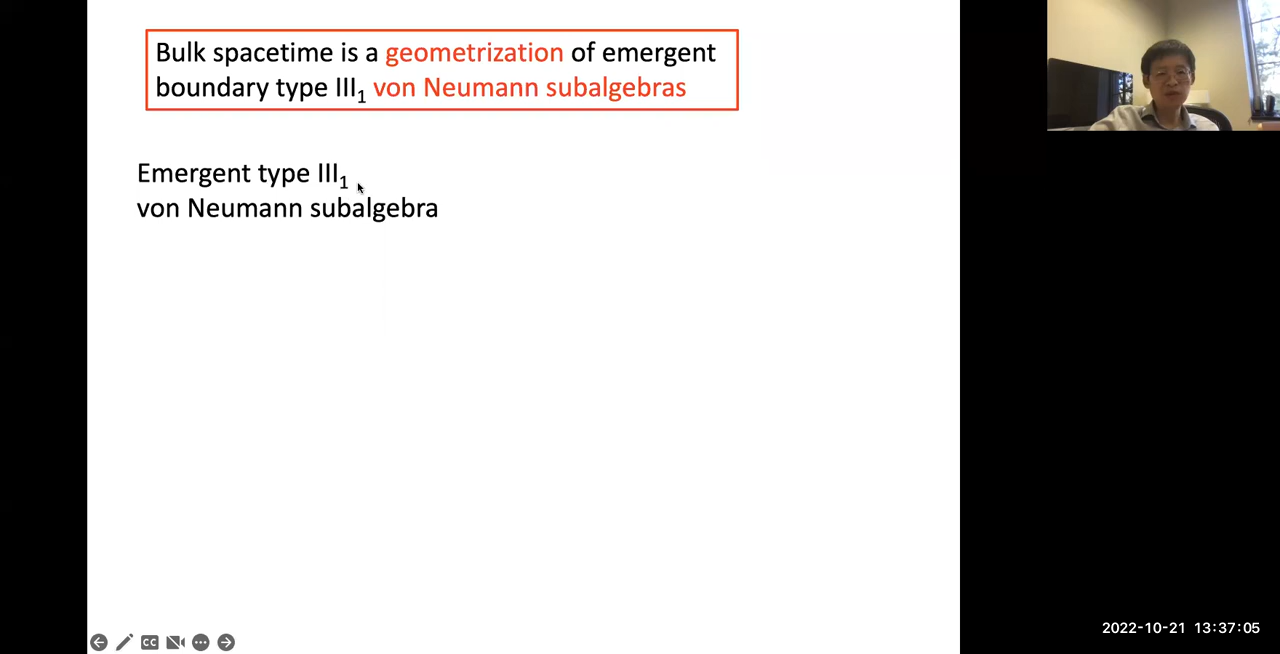 Bulk spacetime is a geometrization of emergent
boundary type III₁ von Neumann subalgebras
Emergent type III₁
von Neumann subalgebra
CC
2022-10-21 13:37:05